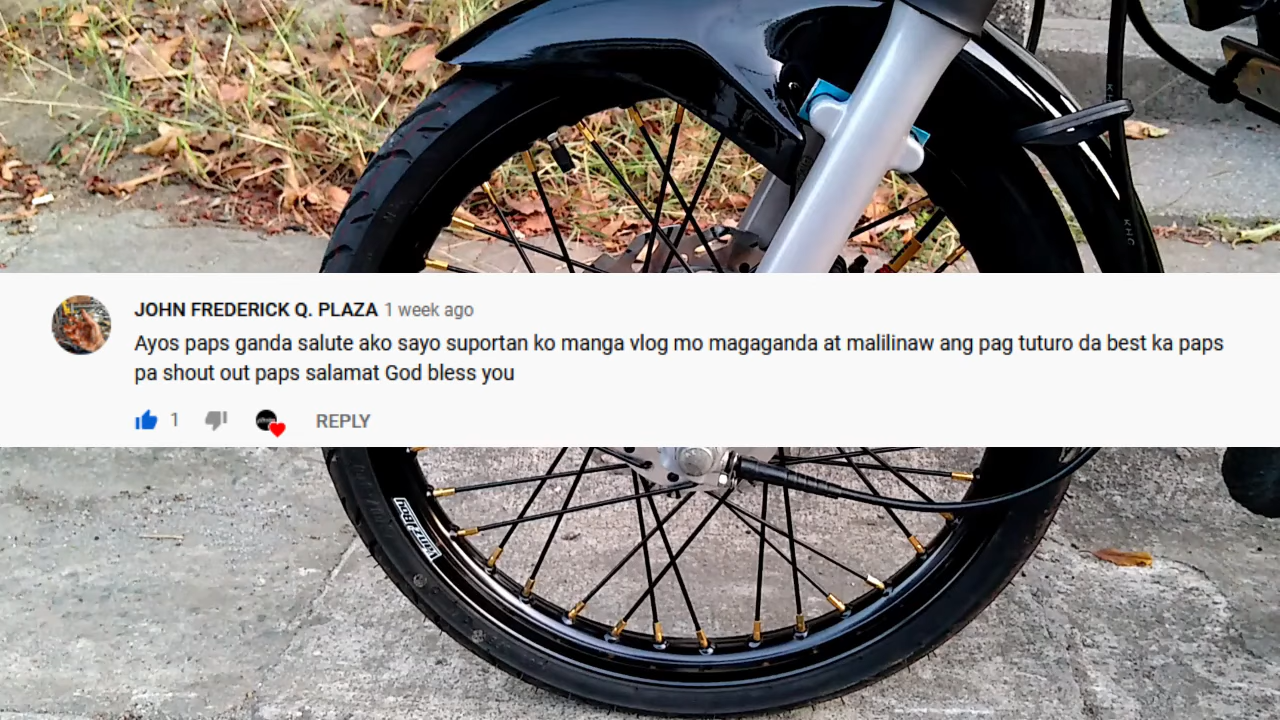 JOHN FREDERICK Q. PLAZA 1 week ago
Ayos paps ganda salute ako sayo suportan ko manga vlog mo magaganda at malilinaw ang pag tuturo da best ka paps
pa shout out paps salamat God bless you
1 REPLY